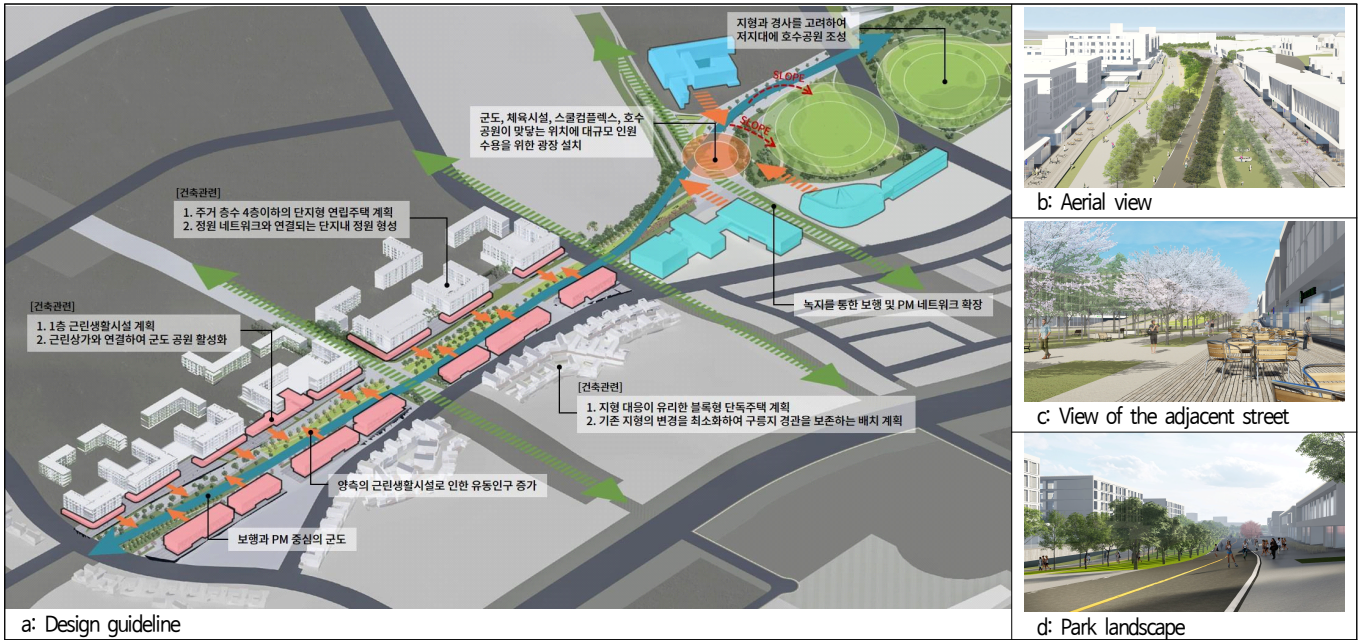 지형과 경사를 고려하여
저지대에 호수공원 조성
SLOPE
군도, 체육시설, 스쿨컴플렉스, 호수
공원이 맞닿는 위치에 대규모 인원
수용을 위한 광장 설치
SLOPE
[건축관련]
1. 주거 층수 4층이하의 단지형 연립주택 계획
2. 정원 네트워크와 연결되는 단지내 정원 형성
녹지를 통한 보행 및 PM 네트워크 확장
[건축관련]
1. 1층 근린생활시설 계획
2. 근린상가와 연결하여 군도 공원 활성화
[건축관련]
1. 지형 대응이 유리한 블록형 단독주택 계획
2. 기존 지형의 변경을 최소화하여 구릉지 경관을 보존하는 배치 계획
양측의 근린생활시설로 인한 유동인구 증가
보행과 PM 중심의 군도
a: Design guideline
b: Aerial view
c: View of the adjacent street
d: Park landscape